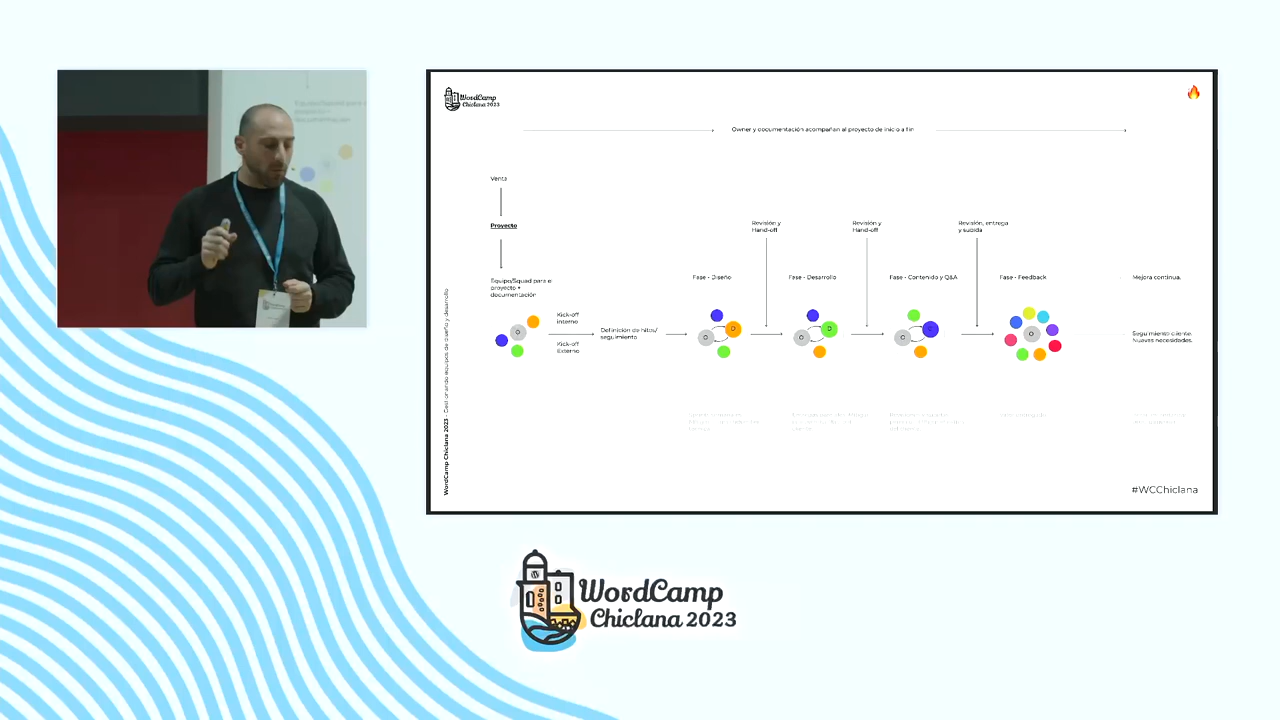 WordCamp
Chiclana 2023
Owner y documentación acompañan al proyecto de inicio a fin
Venta
Proyecto
Equipo/Squad para el
proyecto +
documentación
Kick-off
interno
Kick-off
Externo
Definición de hitos/
seguimiento
Revisión y
Hand-off
Revisión y
Hand-off
Revisión, entrega
y subida
Fase - Diseño
Fase - Desarrollo
Fase - Contenido y Q&A
Fase - Feedback
Mejora continua.
Seguimiento cliente.
Nuevas necesidades.
O
O
D
O
D
O
C
O
WordCamp Chiclana 2023 - Gestionando equipos de diseño y desarrollo
#WCChiclana
WordCamp
Chiclana 2023